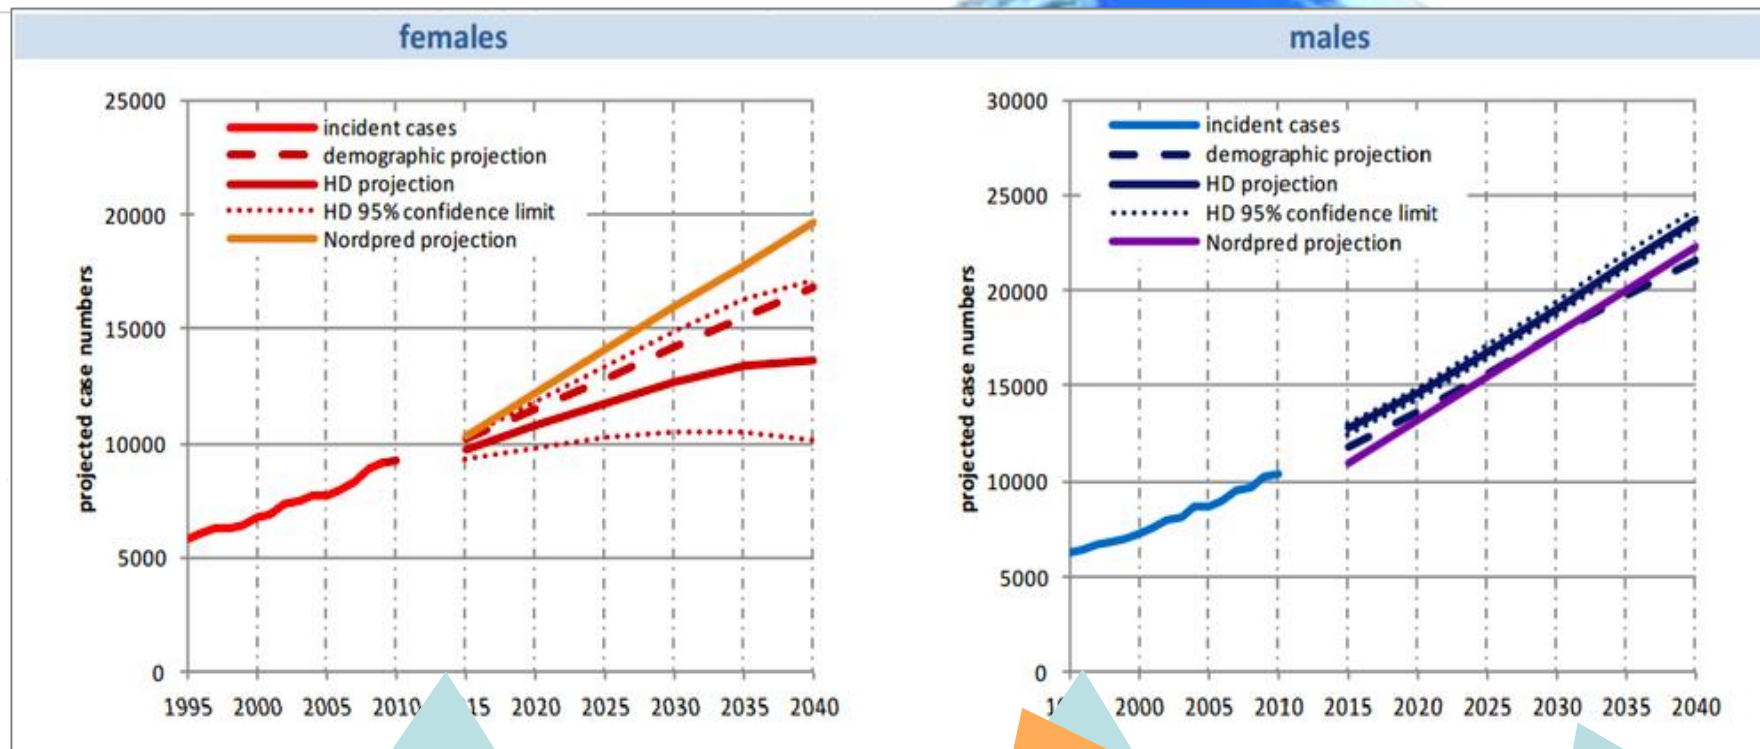 females
25000
20000
15000
10000
5000
0
projected case numbers
incident cases
demographic projection
HD projection
HD 95% confidence limit
Nordpred projection
1995 2000 2005 2010 15 2020 2025 2030 2035 2040
males
30000
25000
20000
15000
10000
5000
0
projected case numbers
incident cases
demographic projection
HD projection
HD 95% confidence limit
Nordpred projection
2000 2005 2010 2015 2020 2025 2030 2035 2040